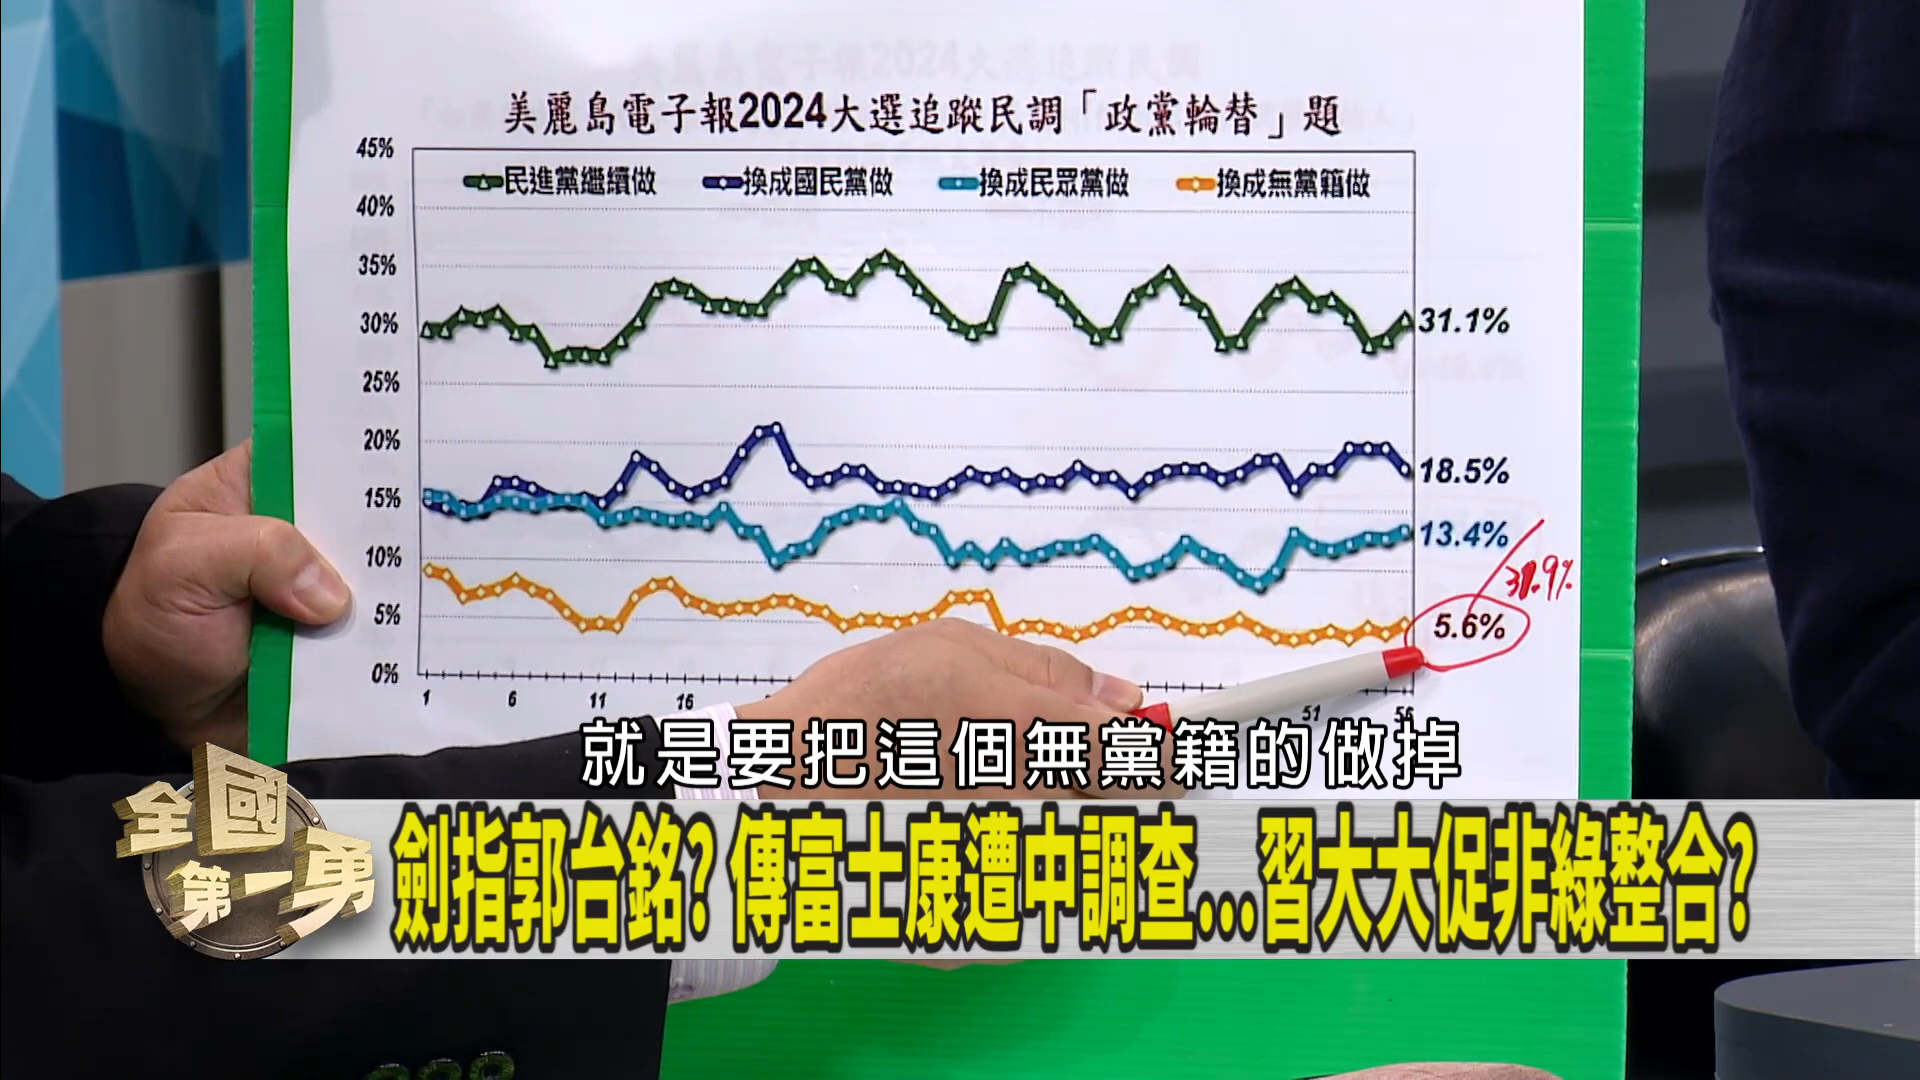 美麗島電子報2024大選追蹤民調「政黨輪替」題
45%
民進黨繼續做 換成國民黨做 換成民眾黨做 換成無黨籍做
40%
35%
30%
31.1%
25%
20%
18.5%
15%
13.4%
10%
31.9%
5%
5.6%
0%
1 6 11 16 51 56
就是要把這個無黨籍的做掉
全國第一勇
劍指郭台銘?傳富士康遭中調查...習大大促非綠整合?